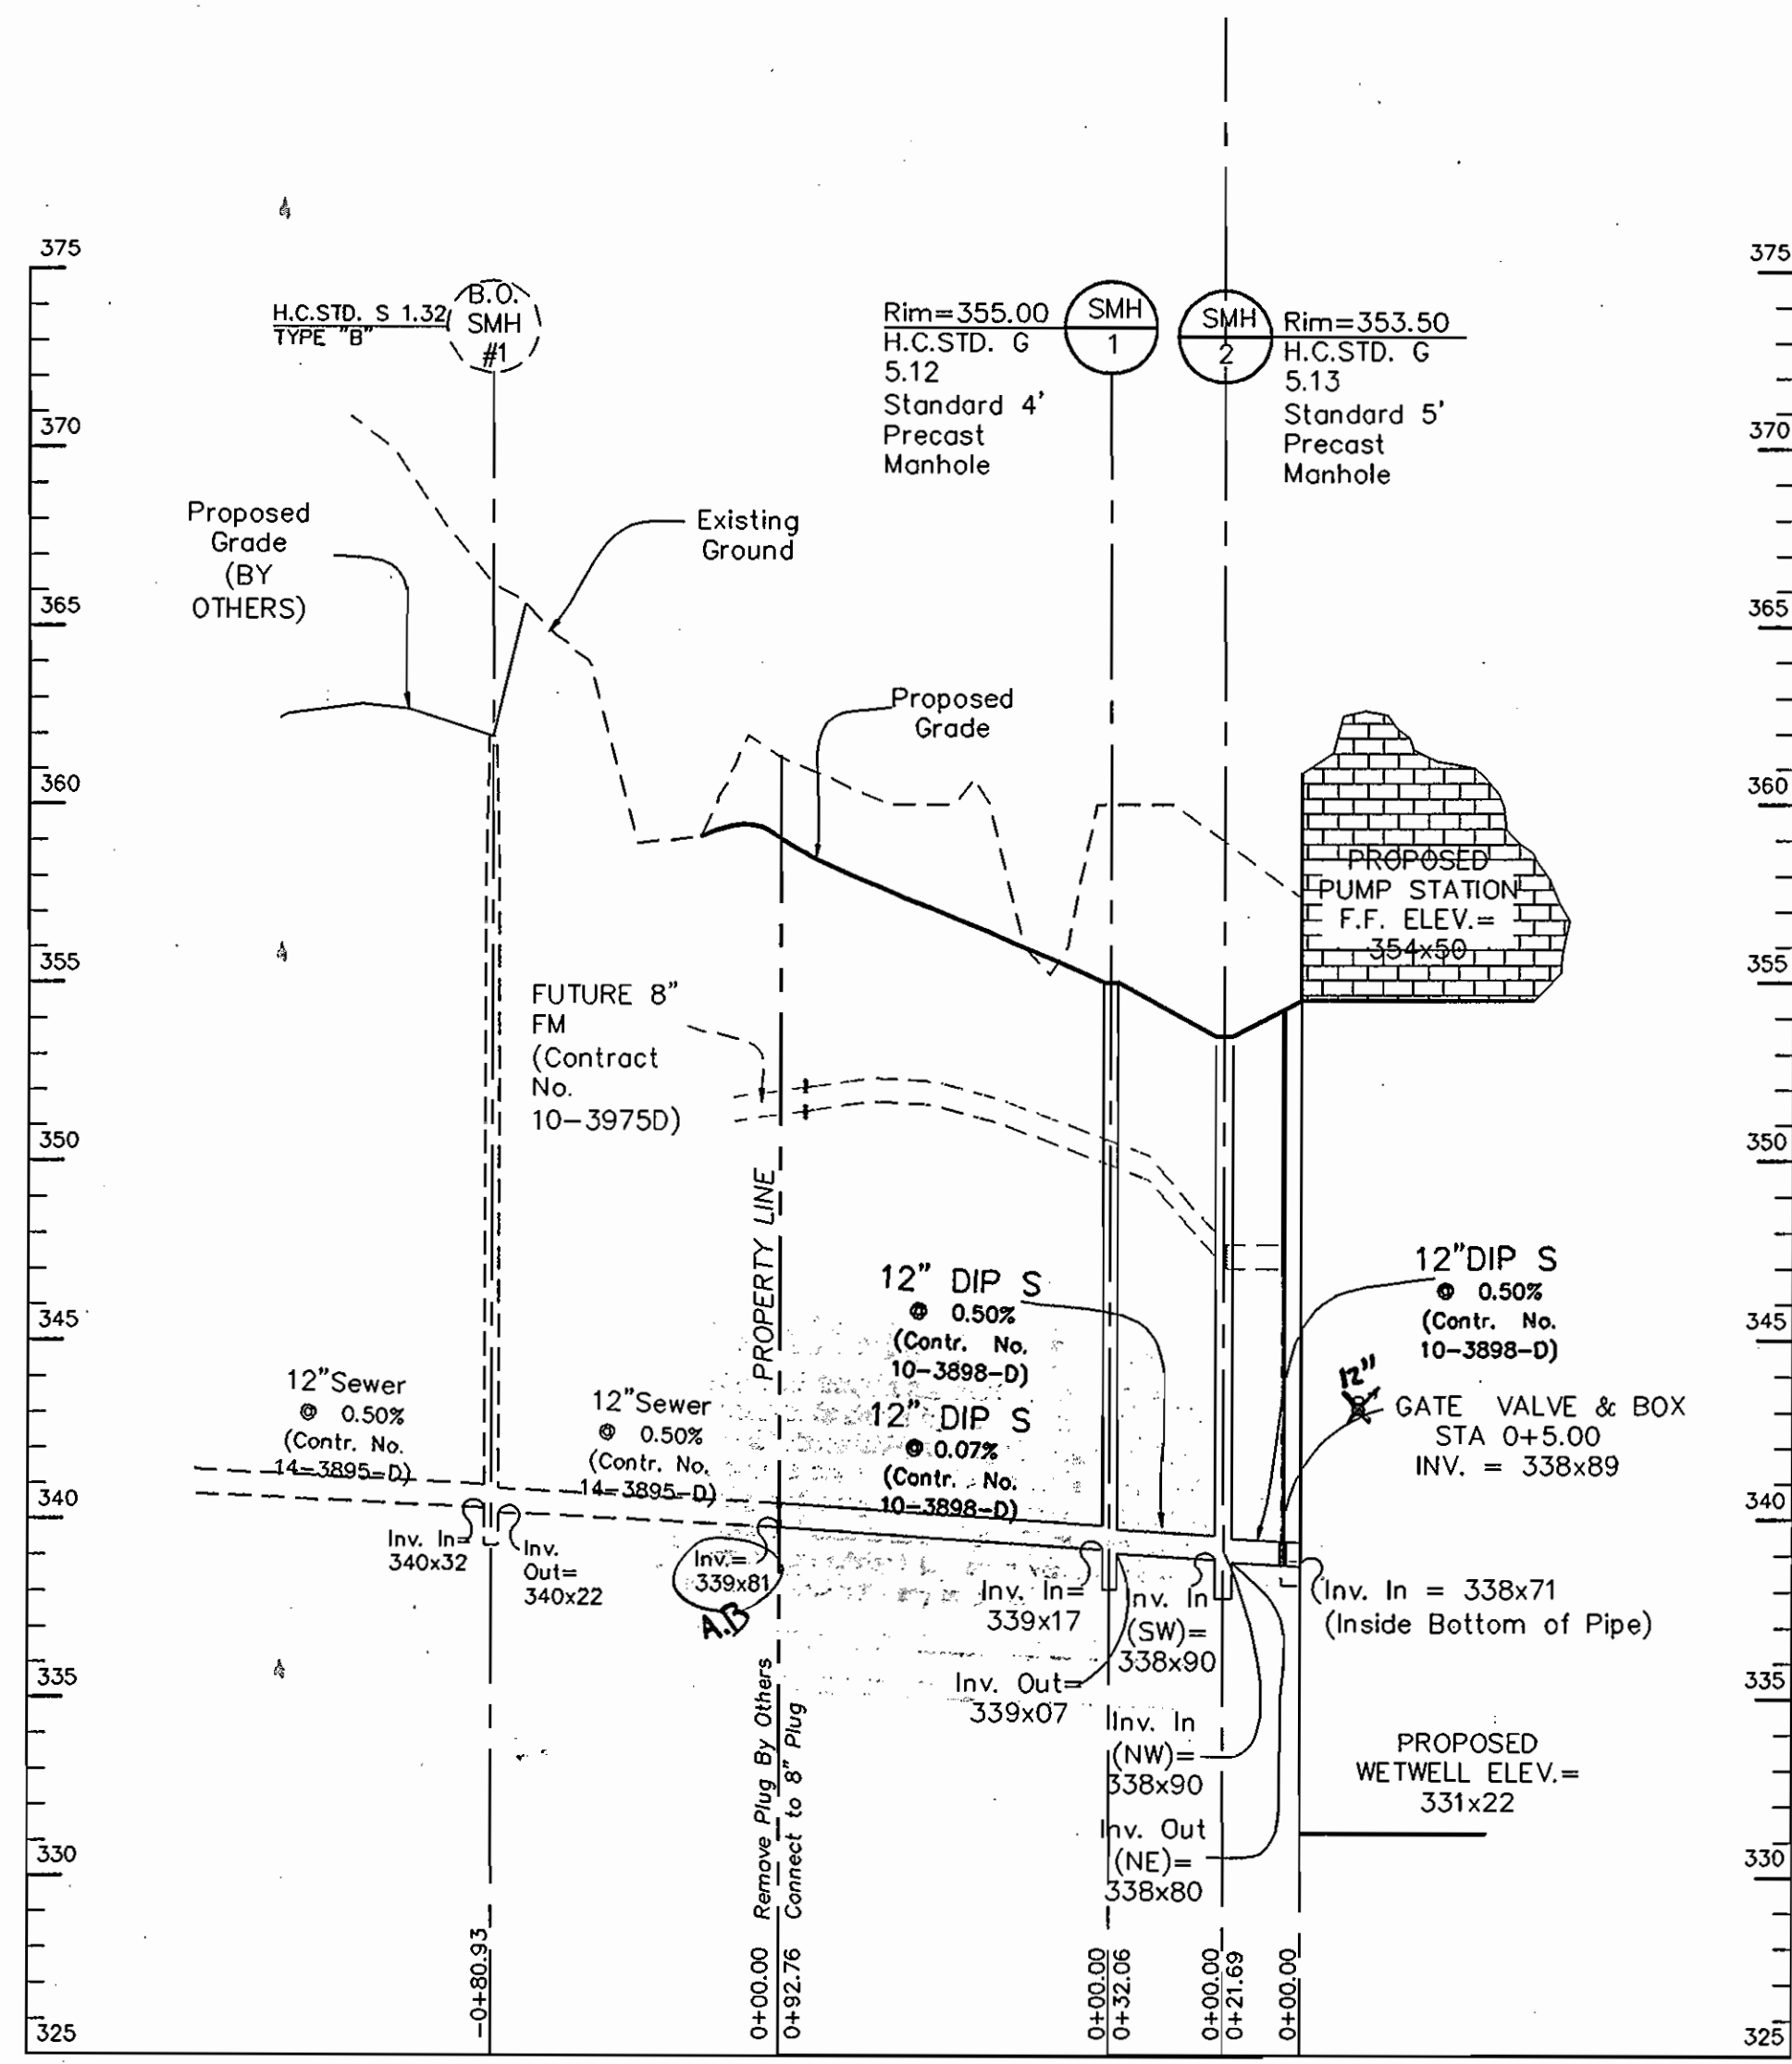 375
375
B.O.
SMH
#1
H.C.STD. S 1.32
TYPE "B"
Rim=355.00
H.C.STD. G
5.12
Standard 4'
Precast
Manhole
SMH
1
SMH
2
Rim=353.50
H.C.STD. G
5.13
Standard 5'
Precast
Manhole
370
370
Proposed
Grade
(BY
OTHERS)
Existing
Ground
365
365
Proposed
Grade
360
360
PROPOSED
PUMP STATION
F.F. ELEV.=
354x50
355
355
FUTURE 8"
FM
(Contract
No.
10-3975D)
350
350
PROPERTY LINE
12" DIP S
@ 0.50%
(Contr. No.
10-3898-D)
12"DIP S
@ 0.50%
(Contr. No.
10-3898-D)
345
345
12"Sewer
@ 0.50%
(Contr. No.
14-3895-D)
12"Sewer
@ 0.50%
(Contr. No.
14-3895-D)
12" DIP S
@ 0.07%
(Contr. No.
10-3898-D)
12"
GATE VALVE & BOX
STA 0+5.00
INV. = 338x89
340
340
Inv. In=
340x32
Inv.
Out=
340x22
Inv.=
339x81
A.B
Inv. In=
339x17
Inv. Out=
339x07
nv. In
(SW)=
338x90
Inv. In = 338x71
(Inside Bottom of Pipe)
335
335
Inv. In
(NW)=
338x90
Inv. Out
(NE)=
338x80
PROPOSED
WETWELL ELEV.=
331x22
330
330
Remove Plug By Others
Connect to 8" Plug
-0+80.93
0+00.00
0+92.76
0+00.00
0+32.06
0+00.00
0+21.69
0+00.00
325
325